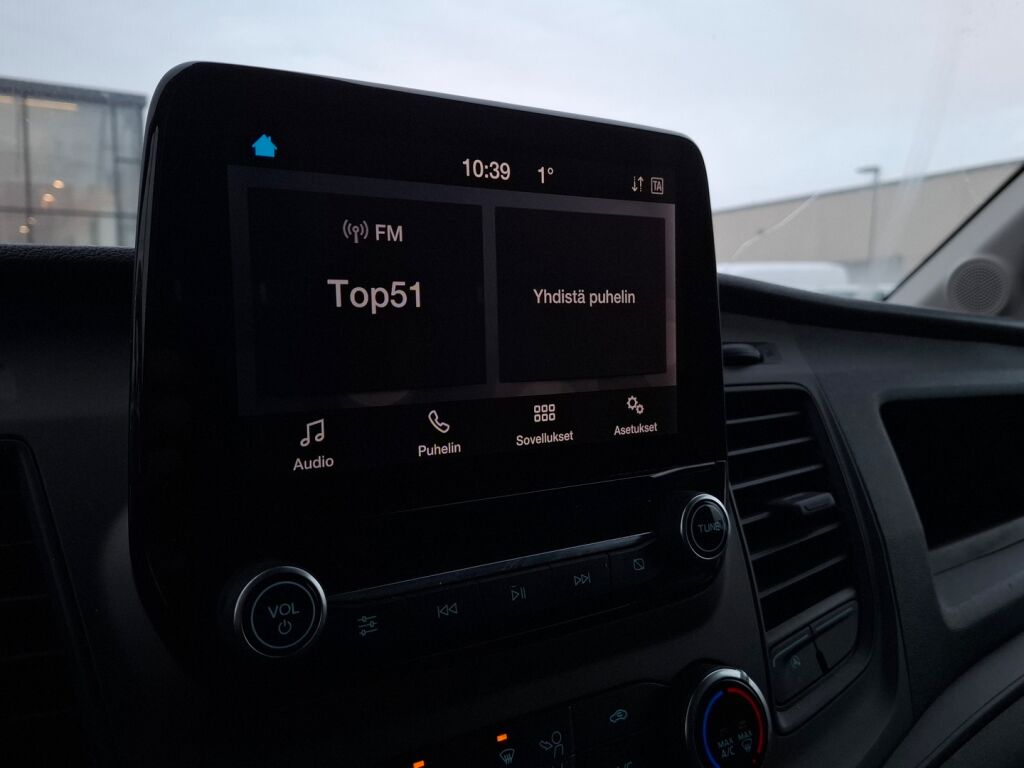 10:39 1°
TA
FM
Top51
Yhdistä puhelin
Audio
Puhelin
Sovellukset
Asetukset
TUNE
VOL
MAX A/C
MAX